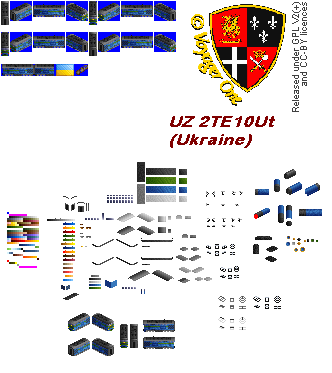 © Voyager One
Released under GPL v2(+)
and CC-BY licences
UZ 2TE10Ut
(Ukraine)